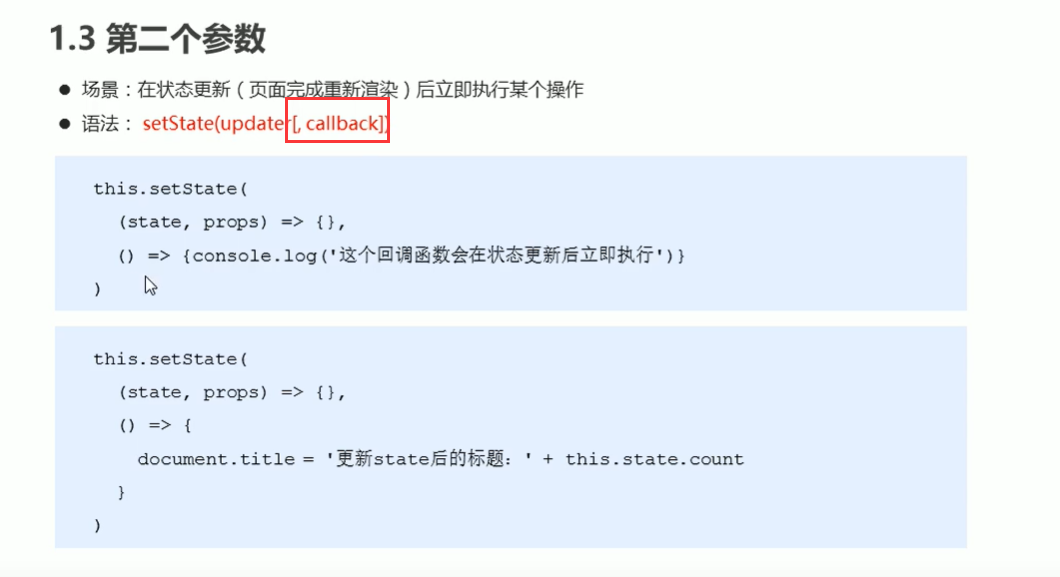 1.3 第二个参数
● 场景：在状态更新（页面完成重新渲染）后立即执行某个操作
● 语法： setState(updater[, callback])
this.setState(
(state, props) => {},
() => {console.log('这个回调函数会在状态更新后立即执行')}
)
this.setState(
(state, props) => {},
() => {
document.title = '更新state后的标题：' + this.state.count
}
)